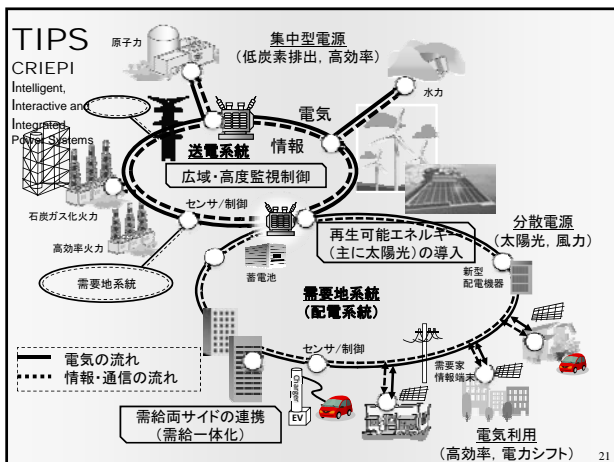 TIPS
CRIEPI
Intelligent,
Interactive and
Integrated
Power Systems
原子力
集中型電源
(低炭素排出, 高効率)
水力
電気
情報
送電系統
広域・高度監視制御
石炭ガス化火力
センサ/制御
高効率火力
再生可能エネルギー
(主に太陽光)の導入
分散電源
(太陽光, 風力)
需要地系統
蓄電池
新型
配電機器
需要地系統
(配電系統)
センサ/制御
電気の流れ
情報・通信の流れ
需要家
情報端末
Charger
EV
需給両サイドの連携
(需給一体化)
電気利用
(高効率, 電力シフト)
21